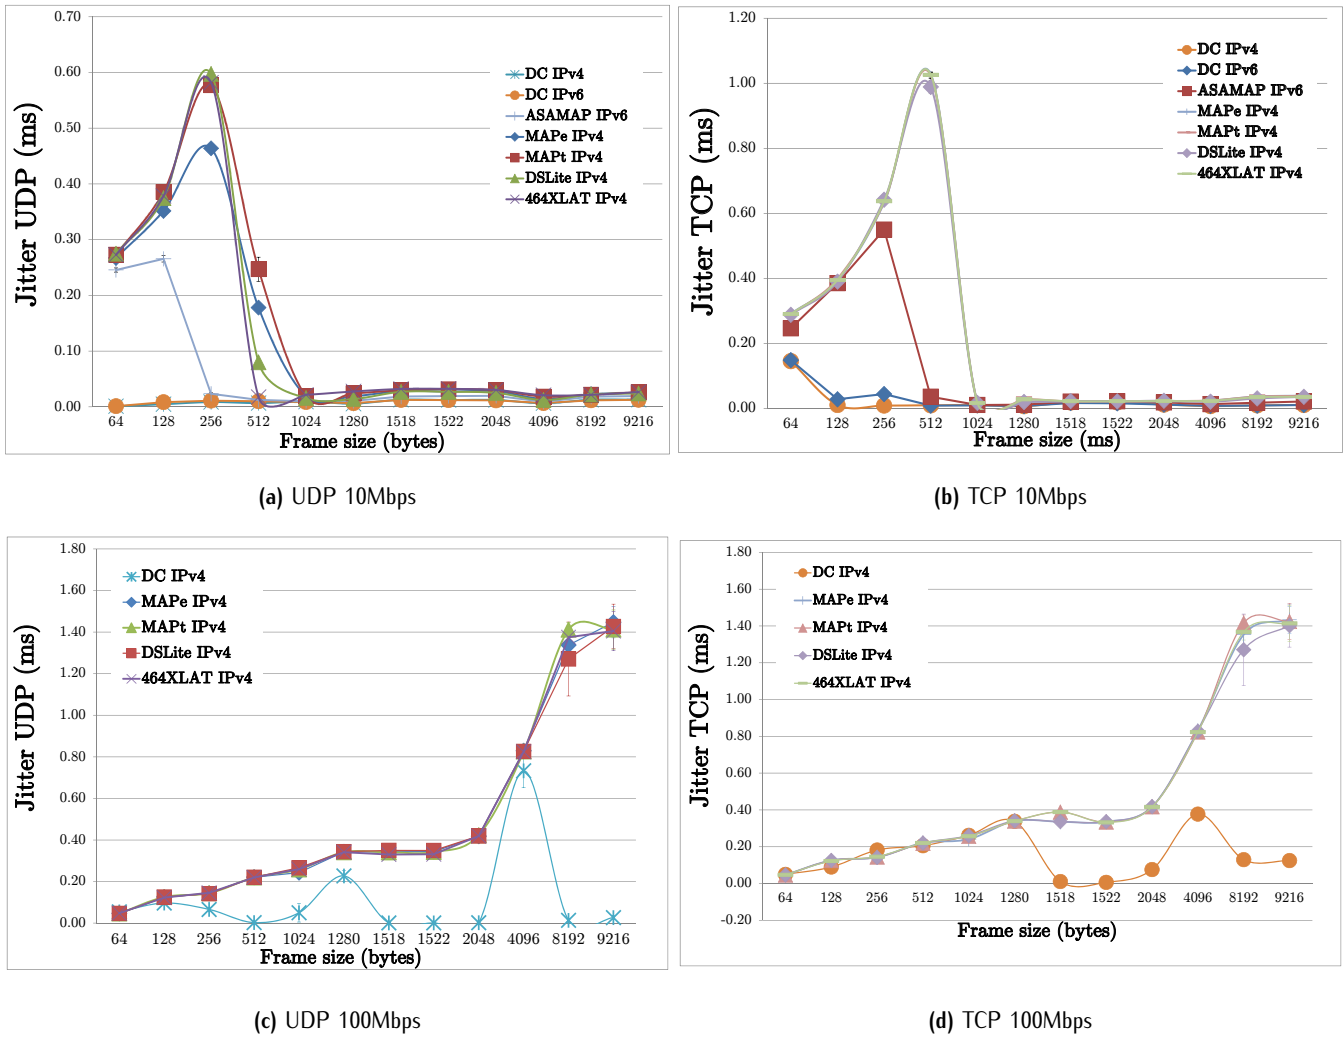 Jitter UDP (ms)
0.70
0.60
0.50
0.40
0.30
0.20
0.10
0.00
DC IPv4
DC IPv6
ASAMAP IPv6
MAPe IPv4
MAPt IPv4
DSLite IPv4
464XLAT IPv4
64 128 256 512 1024 1280 1518 1522 2048 4096 8192 9216
Frame size (bytes)
(a) UDP 10Mbps
Jitter TCP (ms)
1.20
1.00
0.80
0.60
0.40
0.20
0.00
DC IPv4
DC IPv6
ASAMAP IPv6
MAPe IPv4
MAPt IPv4
DSLite IPv4
464XLAT IPv4
64 128 256 512 1024 1280 1518 1522 2048 4096 8192 9216
Frame size (ms)
(b) TCP 10Mbps
Jitter UDP (ms)
1.80
1.60
1.40
1.20
1.00
0.80
0.60
0.40
0.20
0.00
DC IPv4
MAPe IPv4
MAPt IPv4
DSLite IPv4
464XLAT IPv4
64 128 256 512 1024 1280 1518 1522 2048 4096 8192 9216
Frame size (bytes)
(c) UDP 100Mbps
Jitter TCP (ms)
1.80
1.60
1.40
1.20
1.00
0.80
0.60
0.40
0.20
0.00
-0.20
DC IPv4
MAPe IPv4
MAPt IPv4
DSLite IPv4
464XLAT IPv4
64 128 256 512 1024 1280 1518 1522 2048 4096 8192 9216
Frame size (bytes)
(d) TCP 100Mbps